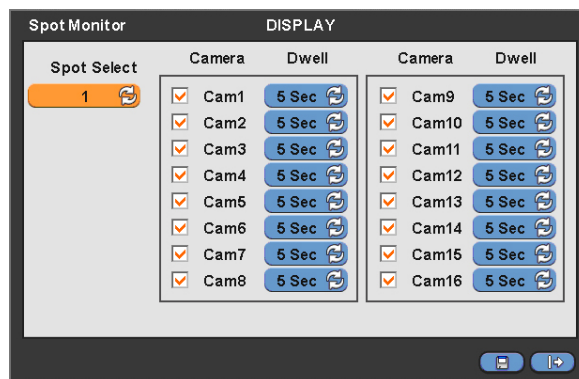 Spot Monitor DISPLAY
Spot Select Camera Dwell Camera Dwell
1 Cam1 5 Sec Cam9 5 Sec
Cam2 5 Sec Cam10 5 Sec
Cam3 5 Sec Cam11 5 Sec
Cam4 5 Sec Cam12 5 Sec
Cam5 5 Sec Cam13 5 Sec
Cam6 5 Sec Cam14 5 Sec
Cam7 5 Sec Cam15 5 Sec
Cam8 5 Sec Cam16 5 Sec